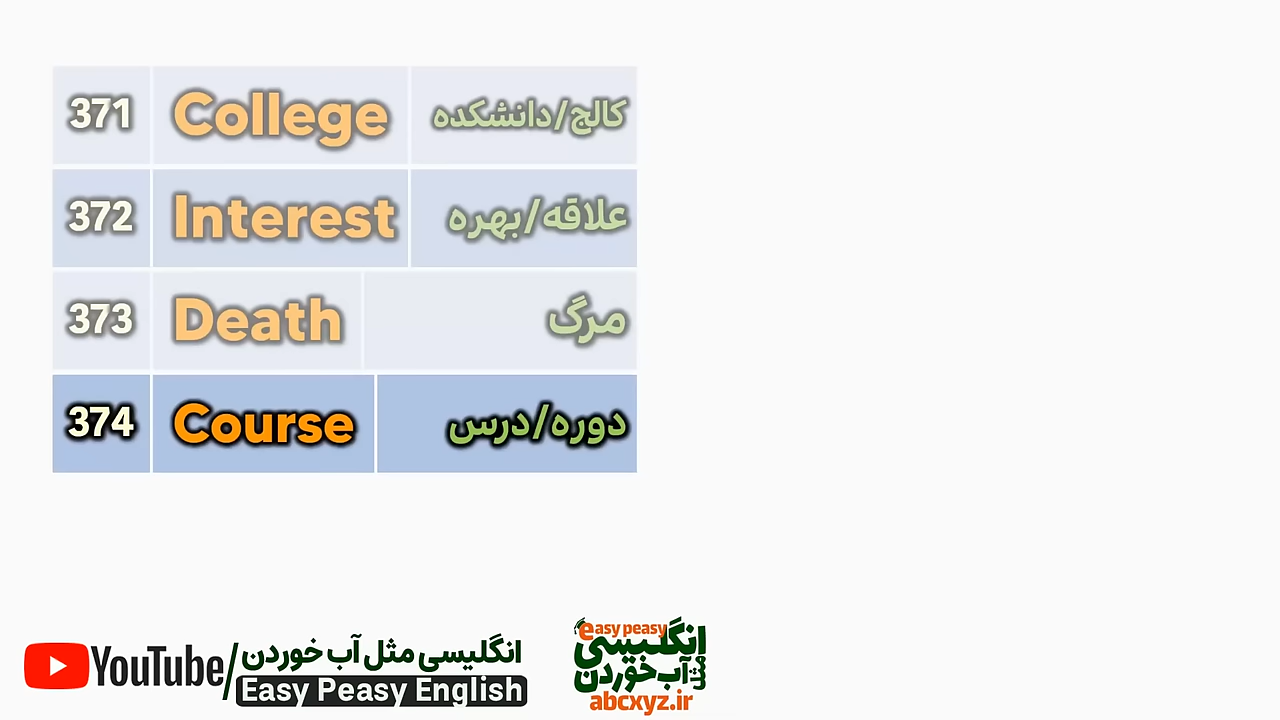 371 College کالج/دانشکده
372 Interest علاقه/بهره
373 Death مرگ
374 Course دوره/درس
YouTube/انگلیسی مثل آب خوردن
Easy Peasy English
easy peasy
انگلیسی
مثل آب خوردن
abcxyz.ir